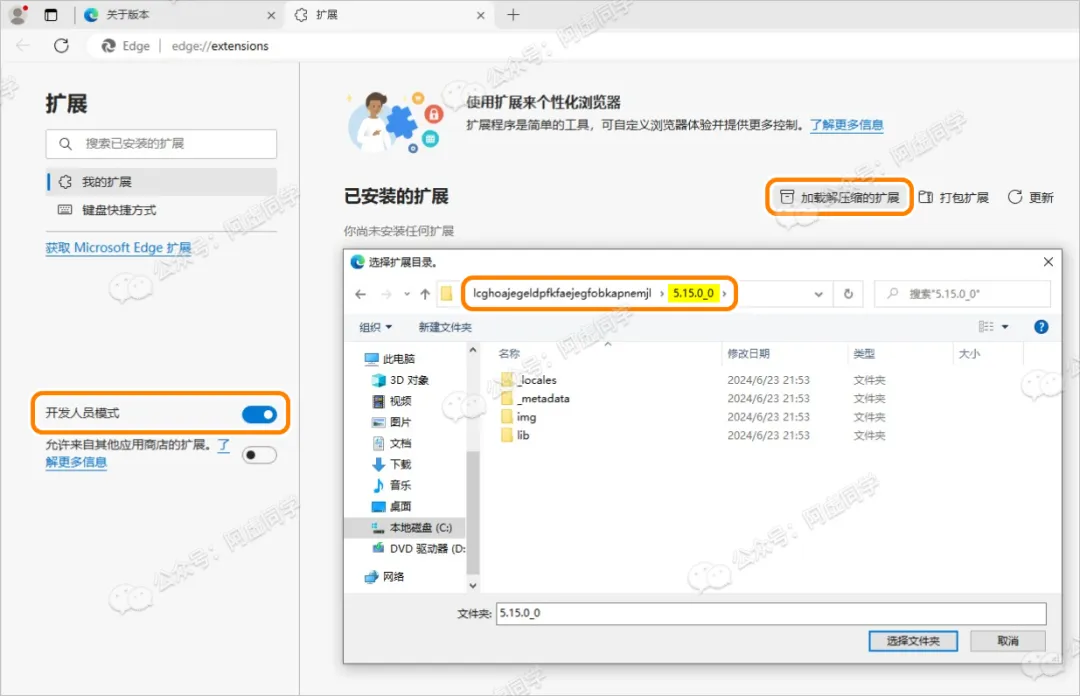 关于版本
扩展
Edge
edge://extensions
扩展
搜索已安装的扩展
我的扩展
键盘快捷方式
获取 Microsoft Edge 扩展
开发人员模式
允许来自其他应用商店的扩展。了
解更多信息
使用扩展来个性化浏览器
扩展程序是简单的工具，可自定义浏览器体验并提供更多控制。了解更多信息
已安装的扩展
加载解压缩的扩展
打包扩展
更新
你尚未安装任何扩展
选择扩展目录。
lcghoajegeldpfkfaejegfobkapnemjl › 5.15.0_0 ›
搜索"5.15.0_0"
组织
新建文件夹
名称 修改日期 类型 大小
此电脑
3D 对象
视频
图片
文档
下载
音乐
桌面
本地磁盘 (C:)
DVD 驱动器 (D:
网络
_locales 2024/6/23 21:53 文件夹
_metadata 2024/6/23 21:53 文件夹
img 2024/6/23 21:53 文件夹
lib 2024/6/23 21:53 文件夹
文件夹: 5.15.0_0
选择文件夹
取消
公众号：阿虚同学